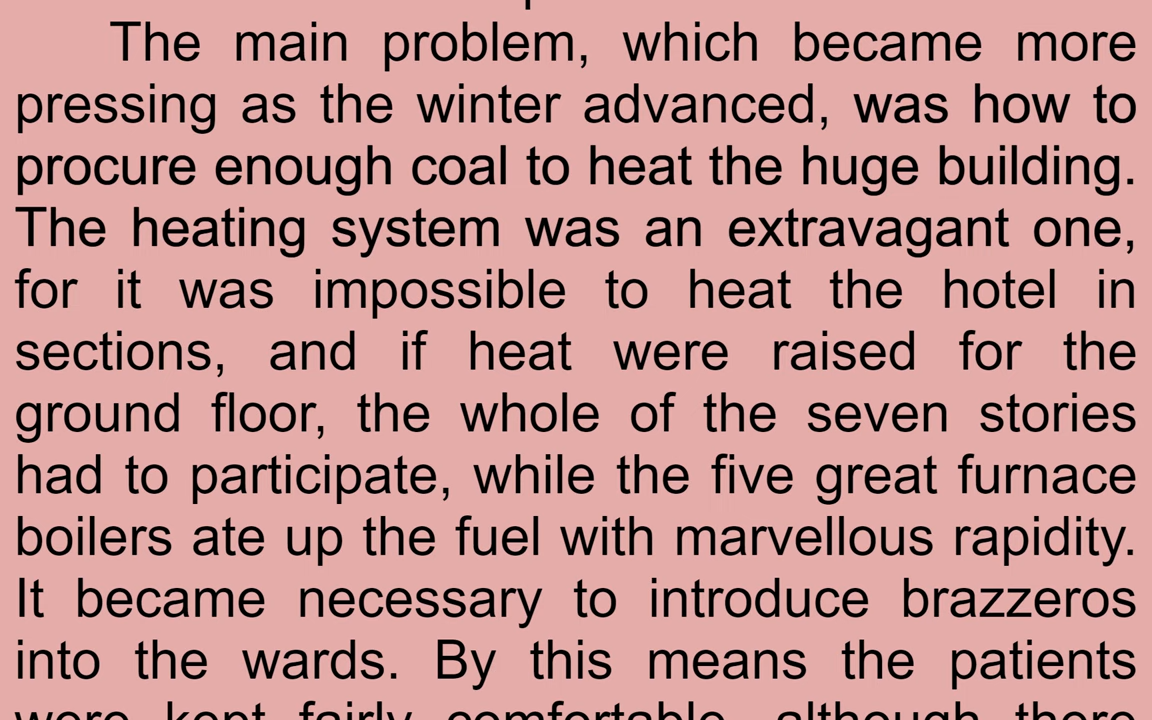 The main problem, which became more
pressing as the winter advanced, was how to
procure enough coal to heat the huge building.
The heating system was an extravagant one,
for it was impossible to heat the hotel in
sections, and if heat were raised for the
ground floor, the whole of the seven stories
had to participate, while the five great furnace
boilers ate up the fuel with marvellous rapidity.
It became necessary to introduce brazzeros
into the wards. By this means the patients
were kept fairly comfortable, although there